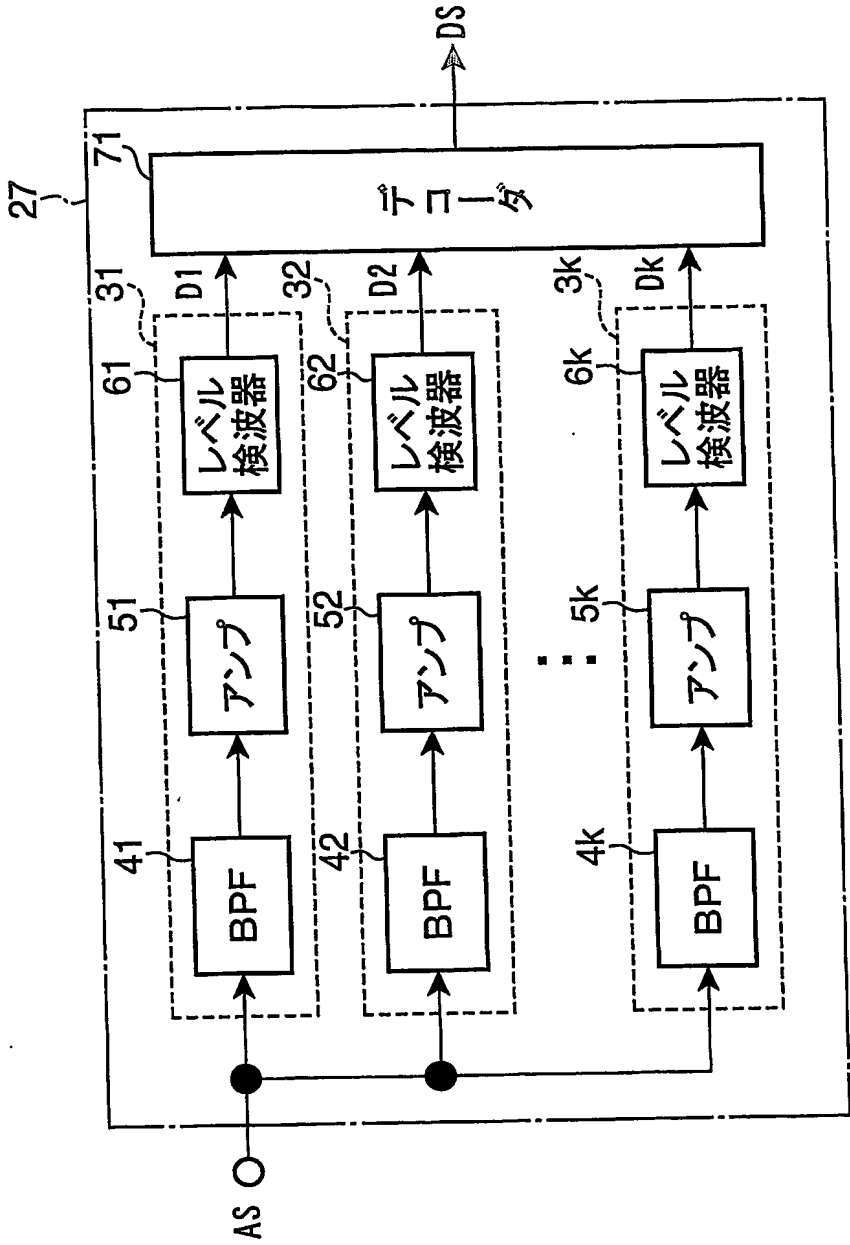 27
31
41
51
61
D1
71
AS
BPF
アンプ
レベル
検波器
デコーダ
DS
32
42
52
62
D2
BPF
アンプ
レベル
検波器
3k
4k
5k
6k
Dk
BPF
アンプ
レベル
検波器